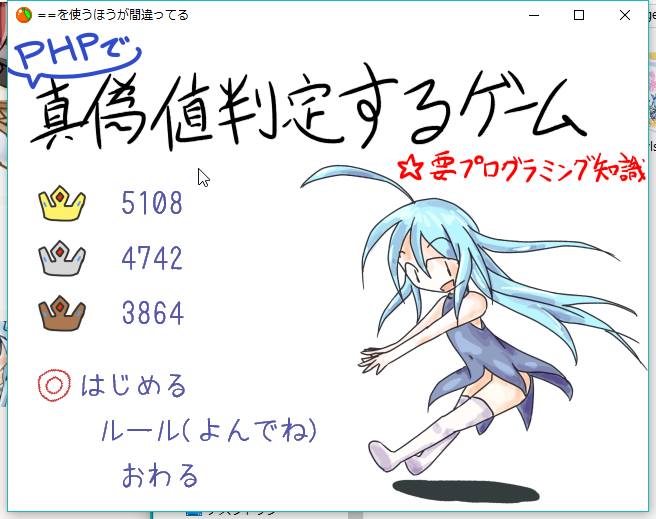 ==を使うほうが間違ってる
PHPで
真偽値判定するゲーム
☆要プログラミング知識
5108
4742
3864
◎はじめる
ルール(よんでね)
おわる